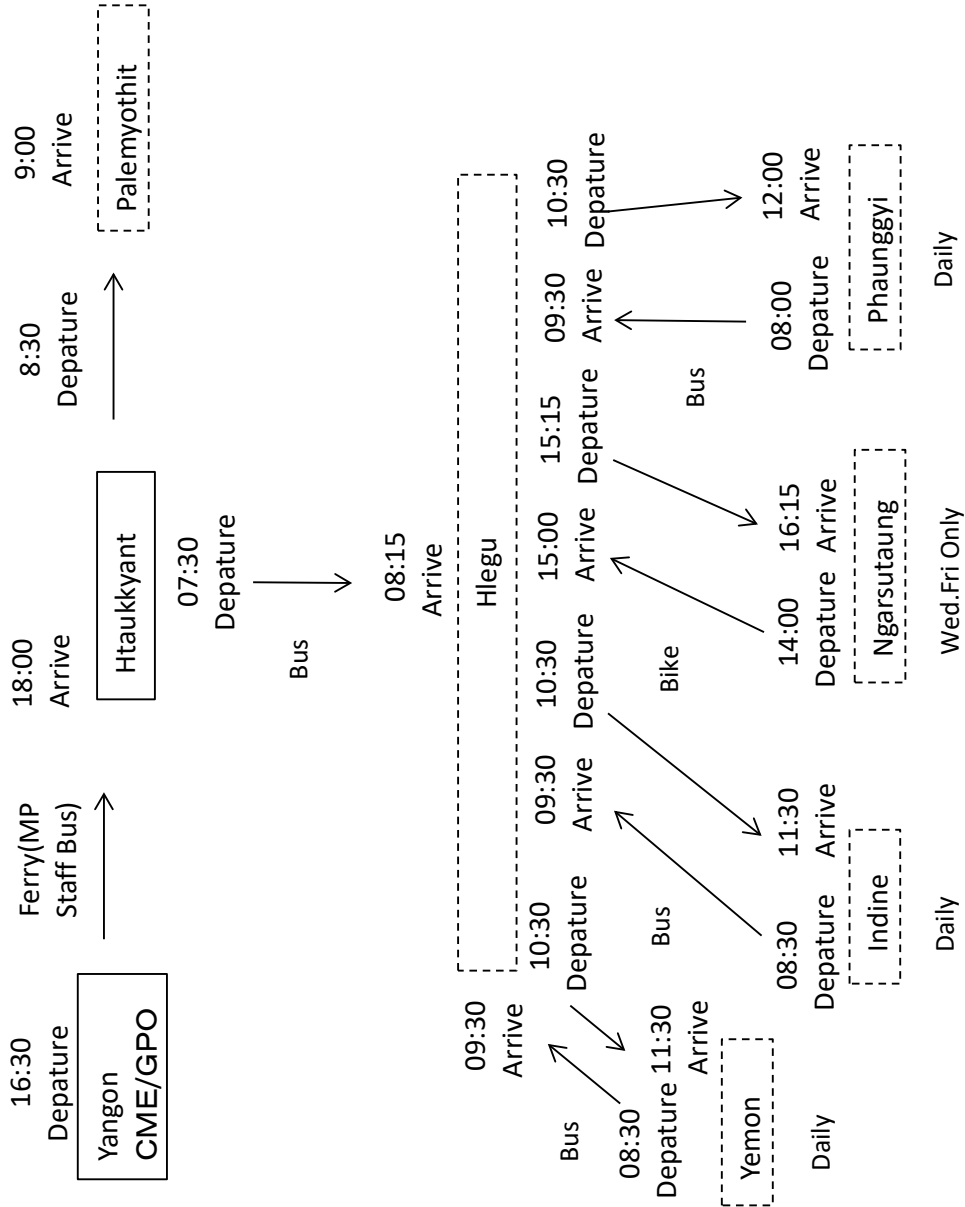 16:30
Depature
Yangon
CME/GPO
Ferry(MP
Staff Bus)
18:00
Arrive
Htaukkyant
8:30
Depature
9:00
Arrive
Palemyothit
07:30
Depature
Bus
08:15
Arrive
Hlegu
09:30
Arrive
10:30
Depature
09:30
Arrive
10:30
Depature
15:00
Arrive
15:15
Depature
09:30
Arrive
10:30
Depature
Bus
Bus
Bike
Bus
08:30
Depature
11:30
Arrive
Yemon
Daily
08:30
Depature
11:30
Arrive
Indine
Daily
14:00
Depature
16:15
Arrive
Ngarsutaung
Wed.Fri Only
08:00
Depature
12:00
Arrive
Phaunggyi
Daily